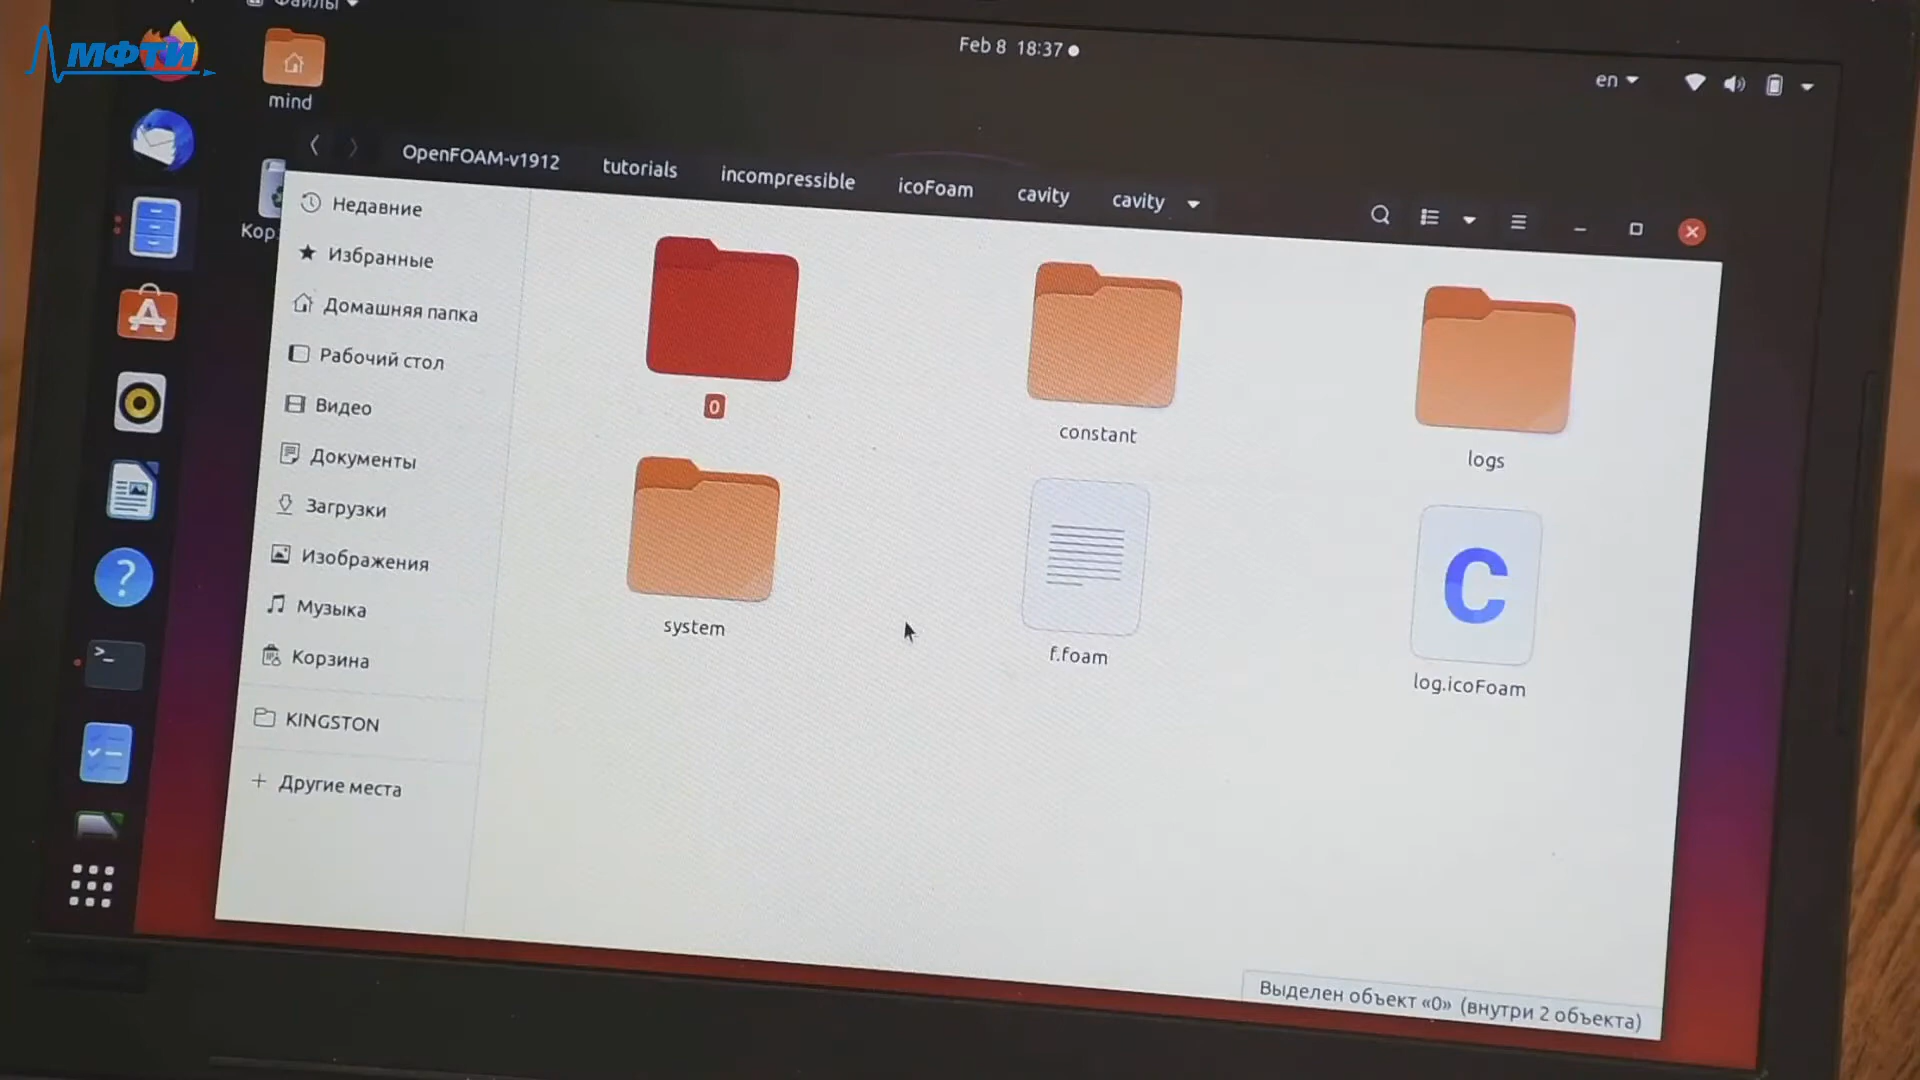 МФТИ
Файлы
Feb 8 18:37
en
mind
OpenFOAM-v1912 tutorials incompressible icoFoam cavity cavity
Недавние
Избранные
Домашняя папка
Рабочий стол
Видео
Документы
Загрузки
Изображения
Музыка
Корзина
KINGSTON
Другие места
0
constant
logs
system
f.foam
C
log.icoFoam
Выделен объект «0» (внутри 2 объекта)